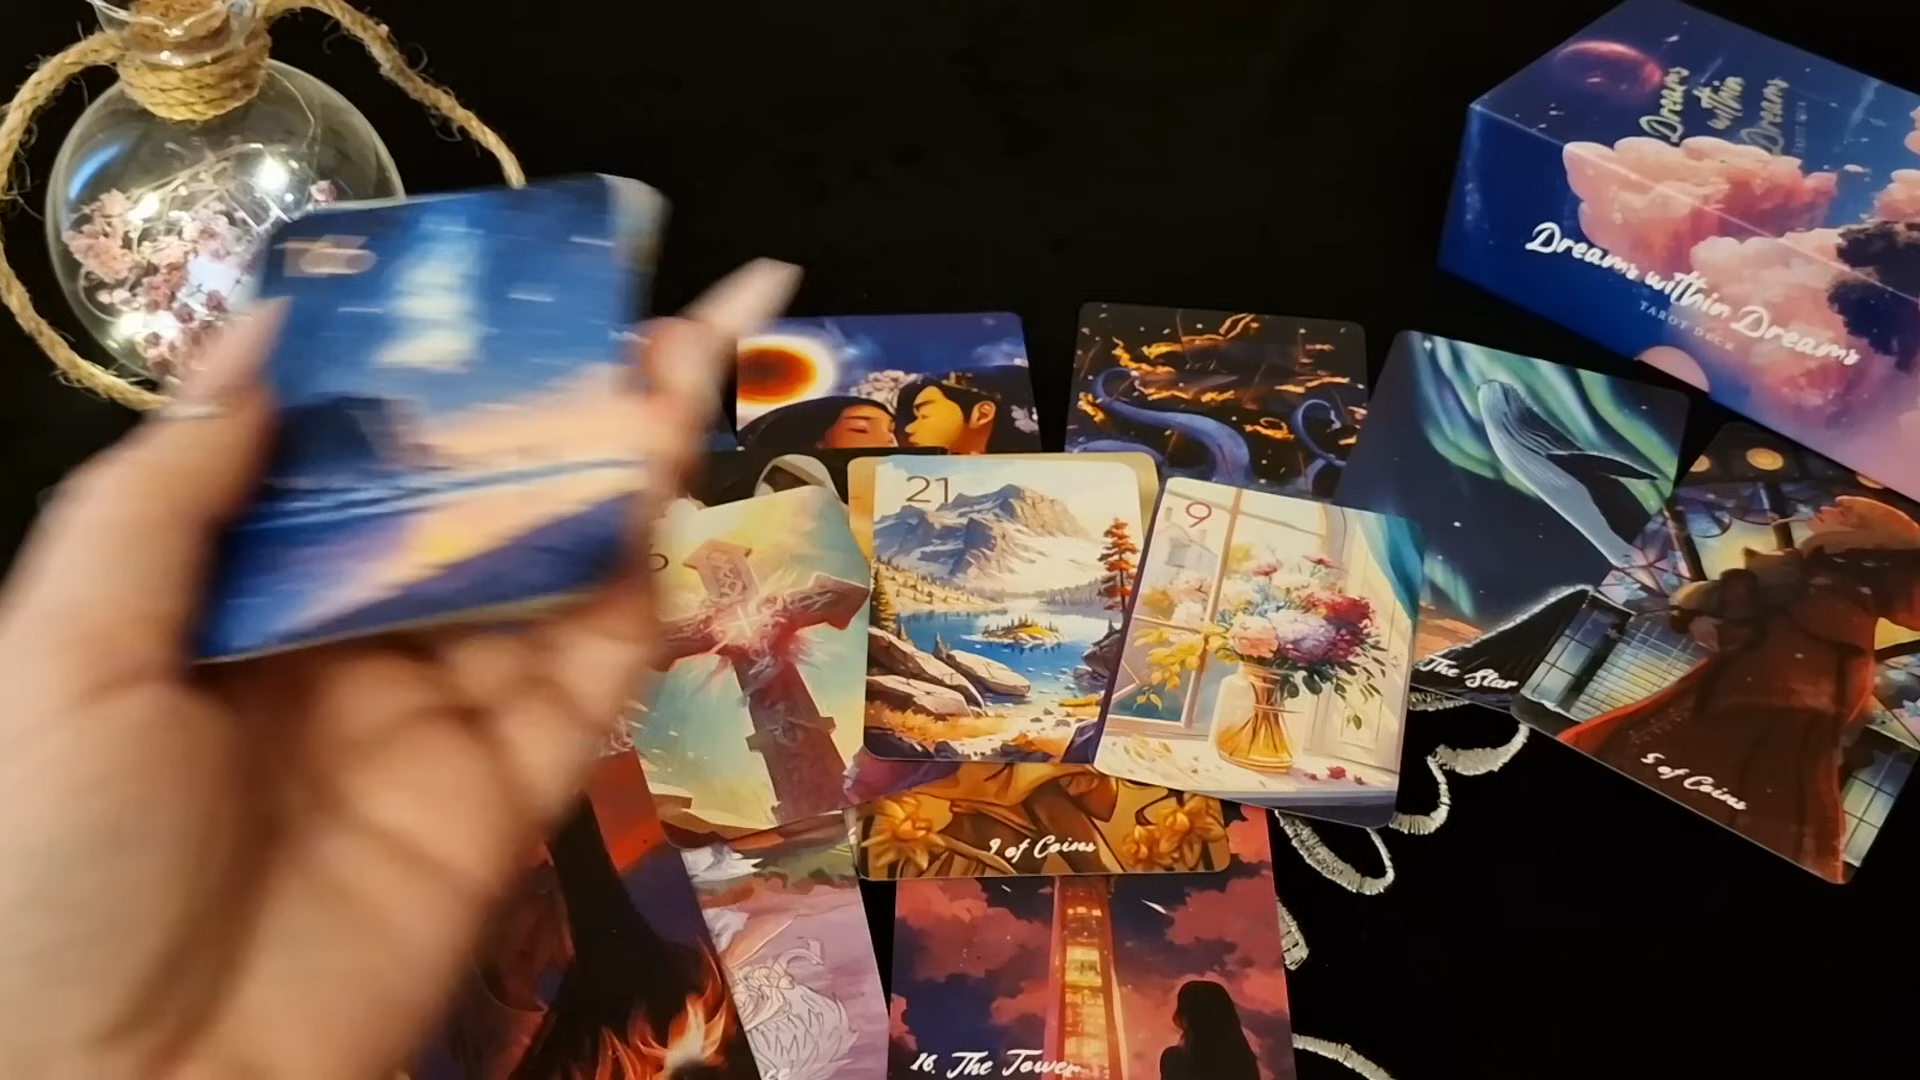 Dreams
within
Dreams
Dreams within Dreams
TAROT DECK
21
9
6
The Star
5 of Coins
9 of Coins
16. The Tower